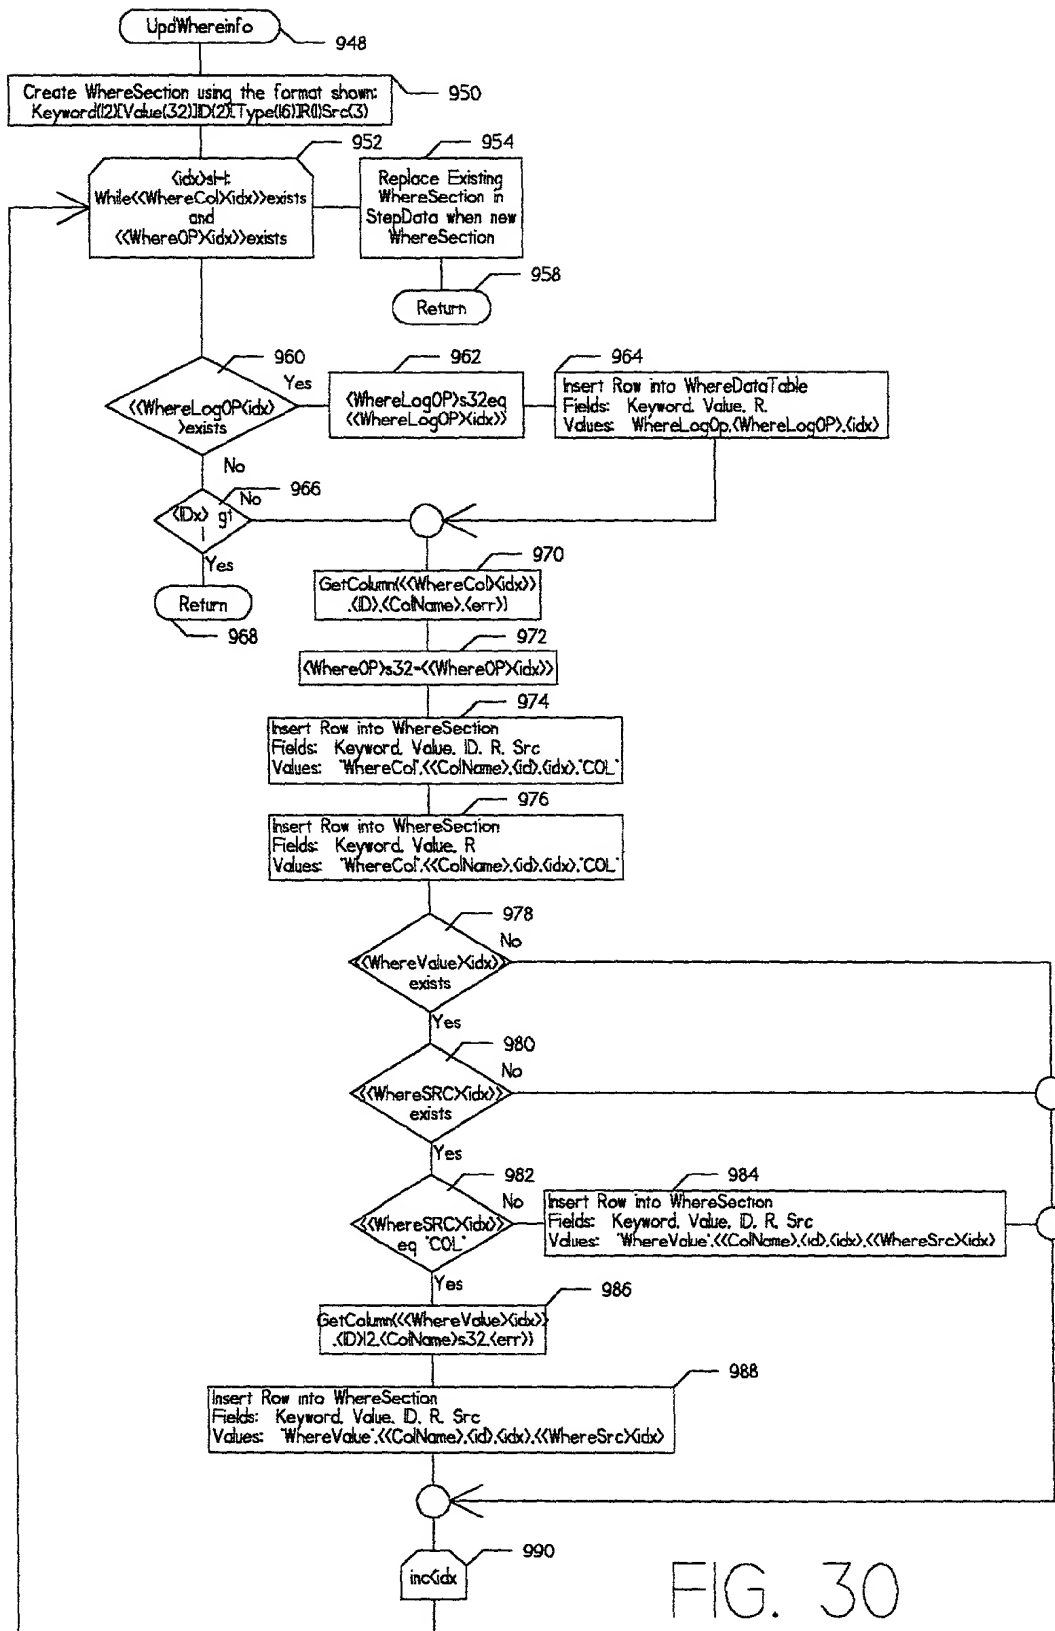 UpdWhereinfo
948
Create WhereSection using the format shown:
Keyword(12)[Value(32)]ID(2)[Type(16)]R(1)Src(3)
950
952
<idx>s1=1:
While<<WhereCol><idx>>exists
and
<<WhereOP><idx>>exists
954
Replace Existing
WhereSection in
StepData when new
WhereSection
958
Return
960
Yes
<<WhereLogOP<idx>
>exists
No
962
<WhereLogOP>s32eq
<<WhereLogOP><idx>>
964
Insert Row into WhereDataTable
Fields: Keyword, Value, R.
Values: WhereLogOp,<WhereLogOP>,<idx>
966
No
<IDx> gt
1
Yes
Return
968
970
GetColumn(<<WhereCol><idx>>
,<ID>,<ColName>,<err>)
972
<WhereOP>s32=<<WhereOP><idx>>
974
Insert Row into WhereSection
Fields: Keyword, Value, ID, R, Src
Values: "WhereCol",<<ColName>,<id>,<idx>,"COL"
976
Insert Row into WhereSection
Fields: Keyword, Value, R
Values: "WhereCol",<<ColName>,<id>,<idx>,"COL"
978
No
<<WhereValue><idx>>
exists
Yes
980
No
<<WhereSRC><idx>>
exists
Yes
982
No
<<WhereSRC><idx>>
eq "COL"
Yes
984
Insert Row into WhereSection
Fields: Keyword, Value, ID, R, Src
Values: "WhereValue",<<ColName>,<id>,<idx>,<<WhereSrc><idx>
986
GetColumn(<<WhereValue><idx>>
,<ID>I2,<ColName>s32,<err>)
988
Insert Row into WhereSection
Fields: Keyword, Value, ID, R, Src
Values: "WhereValue",<<ColName>,<id>,<idx>,<<WhereSrc><idx>
990
inc<idx
FIG. 30